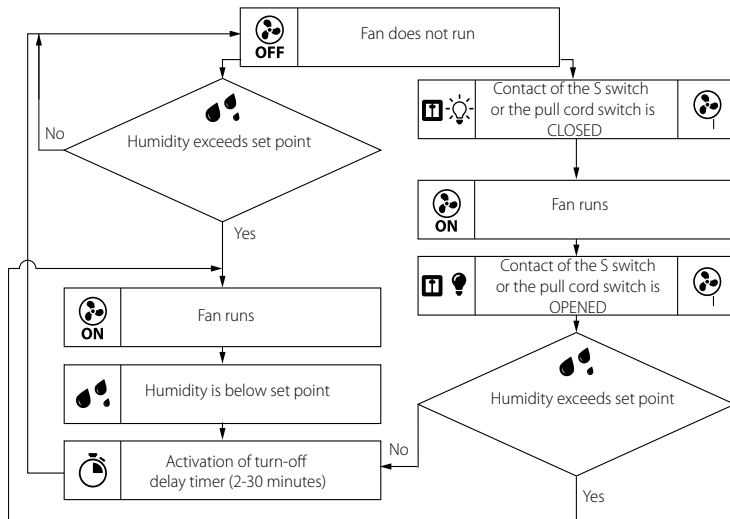 OFF
Fan does not run
Humidity exceeds set point
No
Yes
Contact of the S switch
or the pull cord switch is
CLOSED
ON
Fan runs
Contact of the S switch
or the pull cord switch is
OPENED
ON
Fan runs
Humidity is below set point
Activation of turn-off
delay timer (2-30 minutes)
Humidity exceeds set point
No
Yes